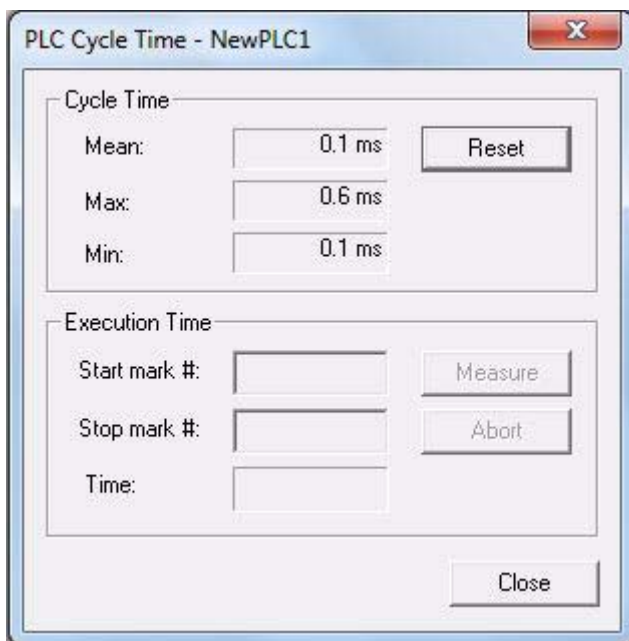 PLC Cycle Time - NewPLC1
Cycle Time
Mean: 0.1 ms Reset
Max: 0.6 ms
Min: 0.1 ms
Execution Time
Start mark #: Measure
Stop mark #: Abort
Time:
Close